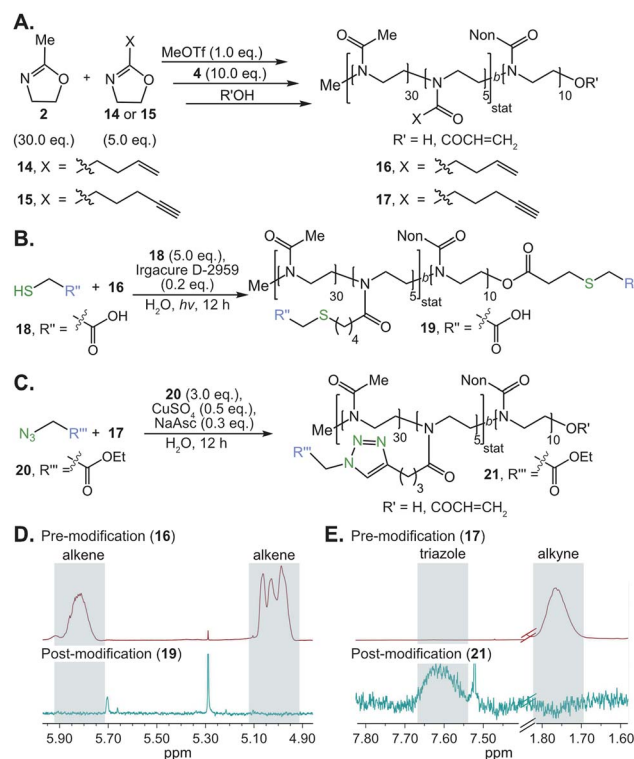 A.
Me
X
N
O
N
O
+
2
14 or 15
(30.0 eq.)
(5.0 eq.)
14, X =
15, X =
MeOTf (1.0 eq.)
4 (10.0 eq.)
R'OH
O
Me
Non
O
Me
N
N
N
OR'
30
5
stat
b
10
X
O
R' = H, COCH=CH2
16, X =
17, X =
B.
HS
R''
+ 16
18, R'' =
OH
O
18 (5.0 eq.),
Irgacure D-2959
(0.2 eq.)
H2O, hv, 12 h
O
Me
Non
O
O
Me
N
N
N
O
S
R
30
5
stat
b
10
R''
S
( )4
O
19, R'' =
OH
O
C.
N3
R'''
+ 17
20, R''' =
OEt
O
20 (3.0 eq.),
CuSO4 (0.5 eq.),
NaAsc (0.3 eq.)
H2O, 12 h
O
Me
Non
O
Me
N
N
N
OR'
30
5
stat
b
10
R'''
N=N
N
( )3
O
21, R''' =
OEt
O
R' = H, COCH=CH2
D. Pre-modification (16)
alkene
alkene
Post-modification (19)
5.90 5.70 5.50 5.30 5.10 4.90
ppm
E. Pre-modification (17)
triazole
alkyne
Post-modification (21)
7.80 7.70 7.60 7.50 1.80 1.70 1.60
ppm